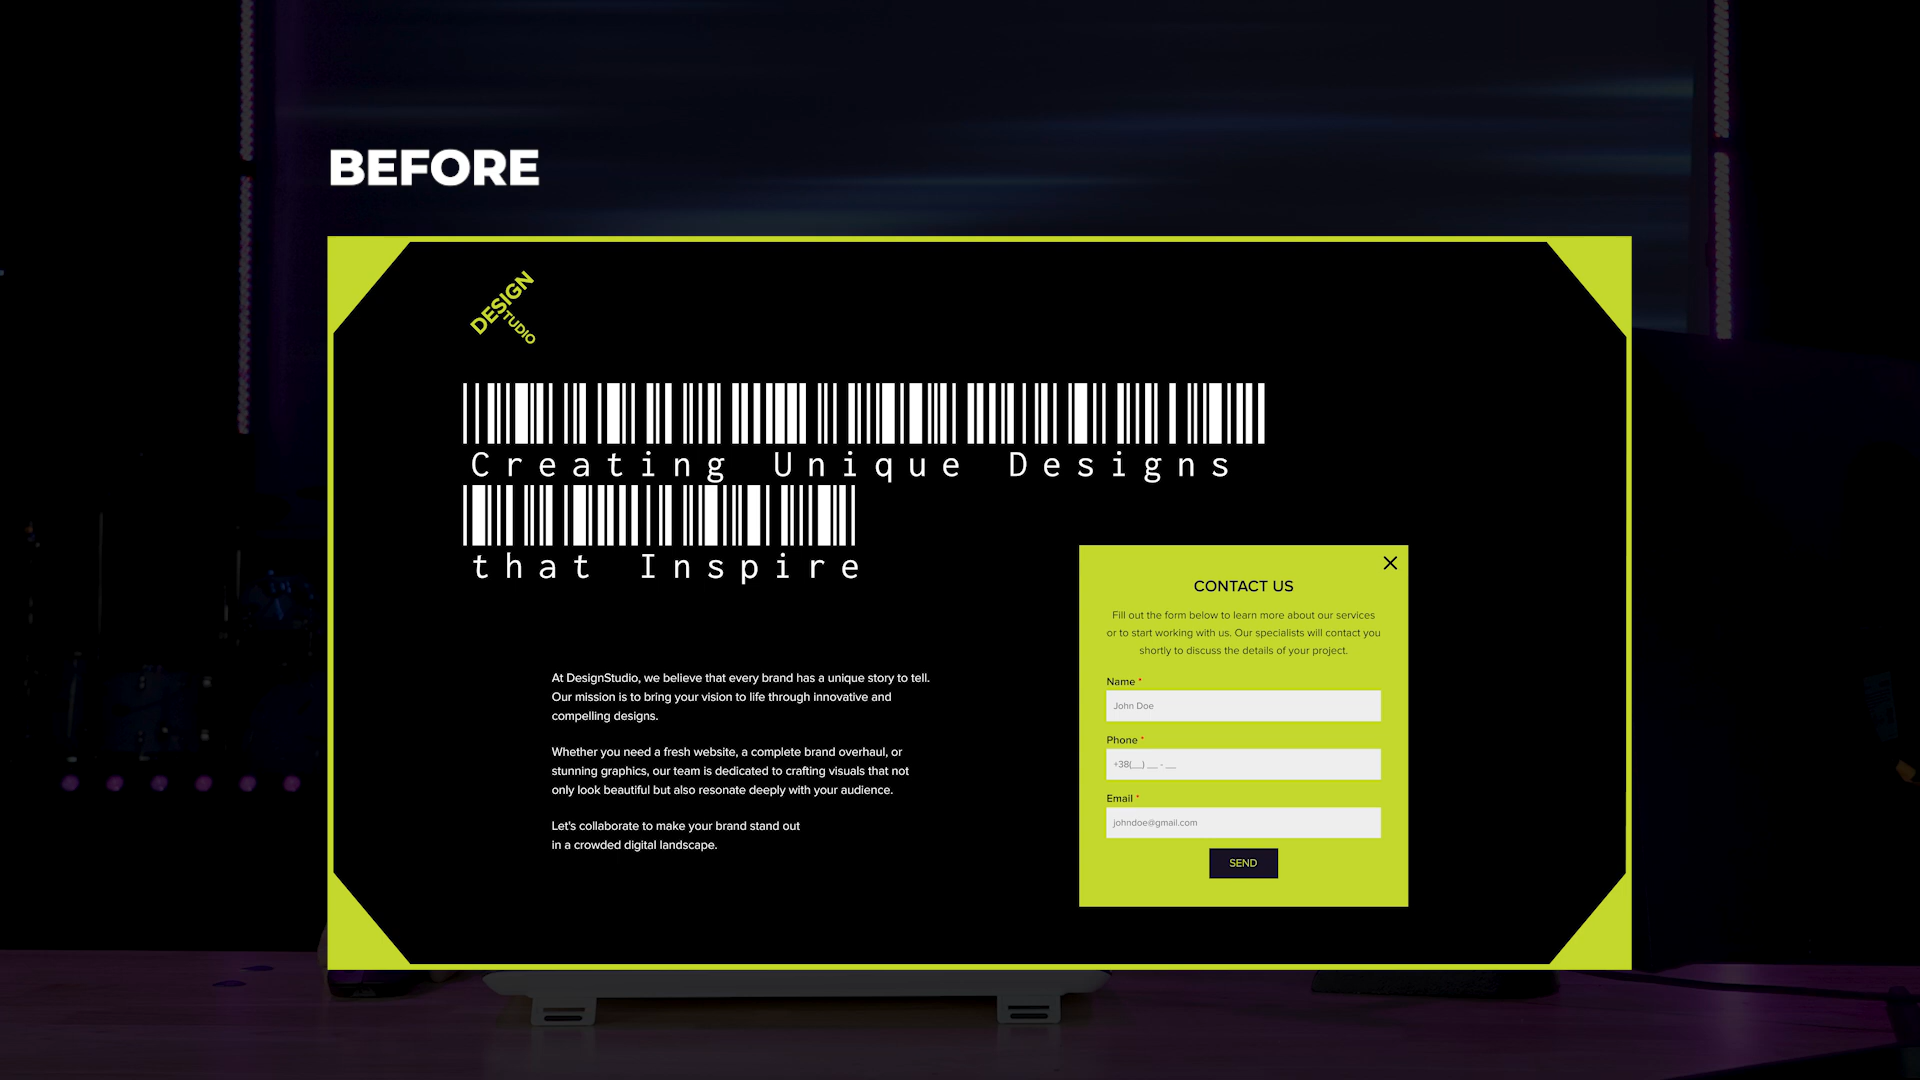 BEFORE
DESIGN
STUDIO
Creating Unique Designs
that Inspire
At DesignStudio, we believe that every brand has a unique story to tell.
Our mission is to bring your vision to life through innovative and
compelling designs.
Whether you need a fresh website, a complete brand overhaul, or
stunning graphics, our team is dedicated to crafting visuals that not
only look beautiful but also resonate deeply with your audience.
Let's collaborate to make your brand stand out
in a crowded digital landscape.
CONTACT US
Fill out the form below to learn more about our services
or to start working with us. Our specialists will contact you
shortly to discuss the details of your project.
Name *
John Doe
Phone *
+38(__) __ - __
Email *
johndoe@gmail.com
SEND